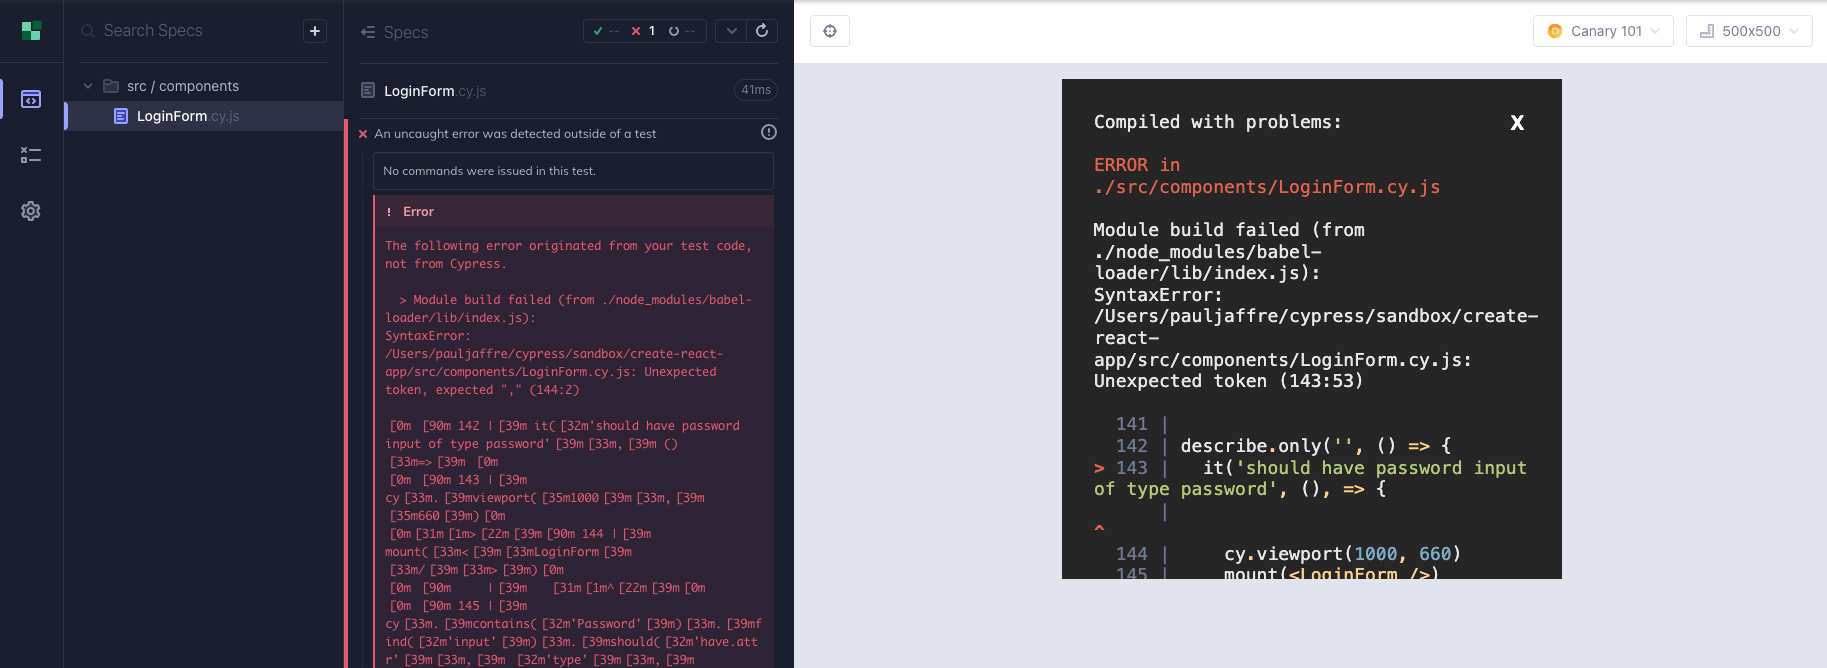 Search Specs
+
src / components
LoginForm.cy.js
Specs
-- 1 --
LoginForm.cy.js
41ms
An uncaught error was detected outside of a test
No commands were issued in this test.
! Error
The following error originated from your test code,
not from Cypress.
> Module build failed (from ./node_modules/babel-
loader/lib/index.js):
SyntaxError:
/Users/pauljaffre/cypress/sandbox/create-react-
app/src/components/LoginForm.cy.js: Unexpected
token, expected "," (144:2)
[0m [90m 142 | [39m it( [32m'should have password
input of type password' [39m [33m, [39m ()
[33m=> [39m [0m
[0m [90m 143 | [39m
cy [33m. [39mviewport( [35m1000 [39m [33m, [39m
[35m660 [39m) [0m
[0m [31m [1m> [22m [39m [90m 144 | [39m
mount( [33m< [39m [33mLoginForm [39m
[33m/ [39m [33m> [39m) [0m
[0m [90m | [39m [31m [1m^ [22m [39m [0m
[0m [90m 145 | [39m
cy [33m. [39mcontains( [32m'Password' [39m) [33m. [39mf
ind( [32m'input' [39m) [33m. [39mshould( [32m'have.att
r' [39m [33m, [39m [32m'type' [39m [33m, [39m
Canary 101
500x500
Compiled with problems:
X
ERROR in
./src/components/LoginForm.cy.js
Module build failed (from
./node_modules/babel-
loader/lib/index.js):
SyntaxError:
/Users/pauljaffre/cypress/sandbox/create-
react-
app/src/components/LoginForm.cy.js:
Unexpected token (143:53)
141 |
142 | describe.only('', () => {
> 143 | it('should have password input
of type password', (), => {
|
^
144 | cy.viewport(1000, 660)
145 | mount(<LoginForm />)